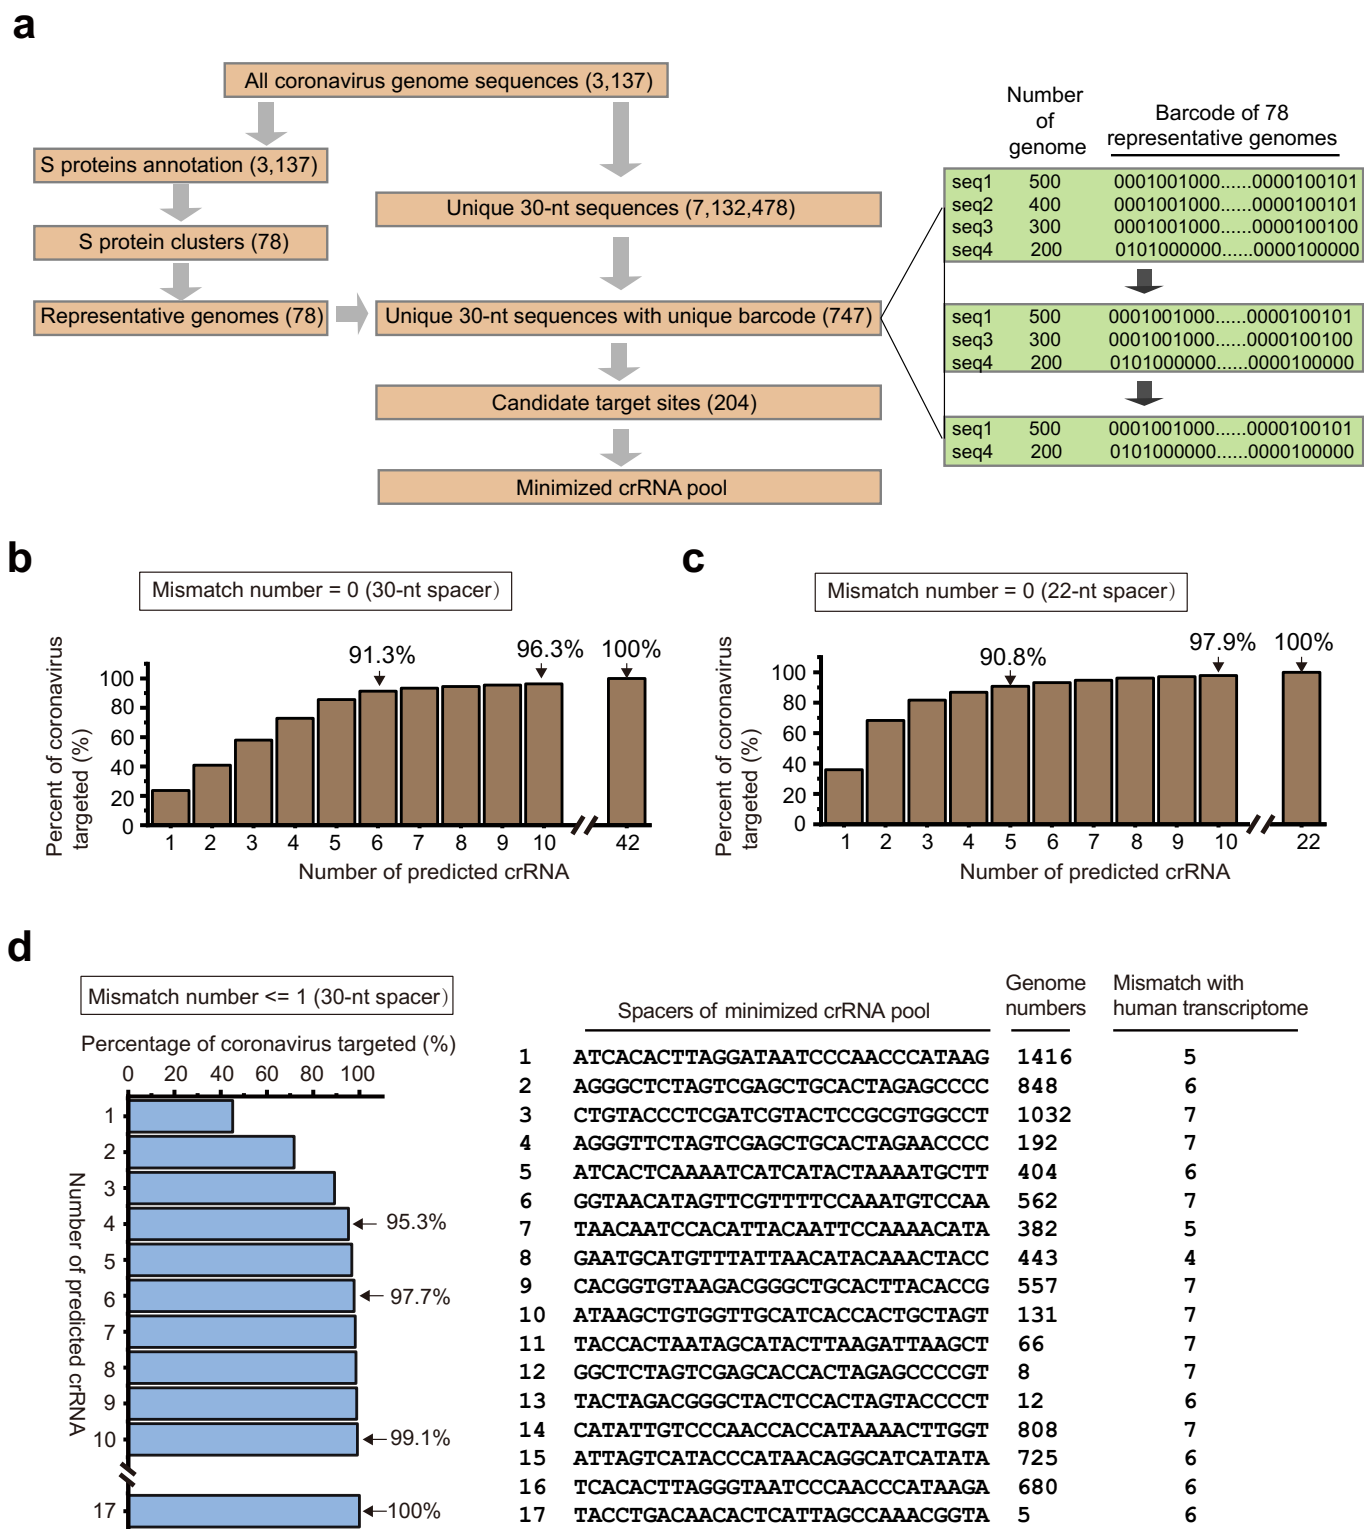 a
All coronavirus genome sequences (3,137)
S proteins annotation (3,137)
S protein clusters (78)
Representative genomes (78)
Unique 30-nt sequences (7,132,478)
Unique 30-nt sequences with unique barcode (747)
Candidate target sites (204)
Minimized crRNA pool
Number
of
genome
Barcode of 78
representative genomes
seq1 500 0001001000......0000100101
seq2 400 0001001000......0000100101
seq3 300 0001001000......0000100100
seq4 200 0101000000......0000100000
seq1 500 0001001000......0000100101
seq3 300 0001001000......0000100100
seq4 200 0101000000......0000100000
seq1 500 0001001000......0000100101
seq4 200 0101000000......0000100000
b
Mismatch number = 0 (30-nt spacer)
Percent of coronavirus
targeted (%)
91.3% 96.3% 100%
100
80
60
40
20
0
1 2 3 4 5 6 7 8 9 10 42
Number of predicted crRNA
c
Mismatch number = 0 (22-nt spacer)
Percent of coronavirus
targeted (%)
90.8% 97.9% 100%
100
80
60
40
20
0
1 2 3 4 5 6 7 8 9 10 22
Number of predicted crRNA
d
Mismatch number <= 1 (30-nt spacer)
Percentage of coronavirus targeted (%)
0 20 40 60 80 100
Number of predicted crRNA
1
2
3
4 95.3%
5
6 97.7%
7
8
9
10 99.1%
17 100%
Spacers of minimized crRNA pool
Genome
numbers
Mismatch with
human transcriptome
1 ATCACACTTAGGATAATCCCAACCCATAAG 1416 5
2 AGGGCTCTAGTCGAGCTGCACTAGAGCCCC 848 6
3 CTGTACCCTCGATCGTACTCCGCGTGGCCT 1032 7
4 AGGGTTCTAGTCGAGCTGCACTAGAACCCC 192 7
5 ATCACTCAAAATCATCATACTAAAATGCTT 404 6
6 GGTAACATAGTTCGTTTTCCAAATGTCCAA 562 7
7 TAACAATCCACATTACAATTCCAAAACATA 382 5
8 GAATGCATGTTTATTAACATACAAACTACC 443 4
9 CACGGTGTAAGACGGGCTGCACTTACACCG 557 7
10 ATAAGCTGTGGTTGCATCACCACTGCTAGT 131 7
11 TACCACTAATAGCATACTTAAGATTAAGCT 66 7
12 GGCTCTAGTCGAGCACCACTAGAGCCCCGT 8 7
13 TACTAGACGGGCTACTCCACTAGTACCCCT 12 6
14 CATATTGTCCCAACCACCATAAAACTTGGT 808 7
15 ATTAGTCATACCCATAACAGGCATCATATA 725 6
16 TCACACTTAGGGTAATCCCAACCCATAAGA 680 6
17 TACCTGACAACACTCATTAGCCAAACGGTA 5 6